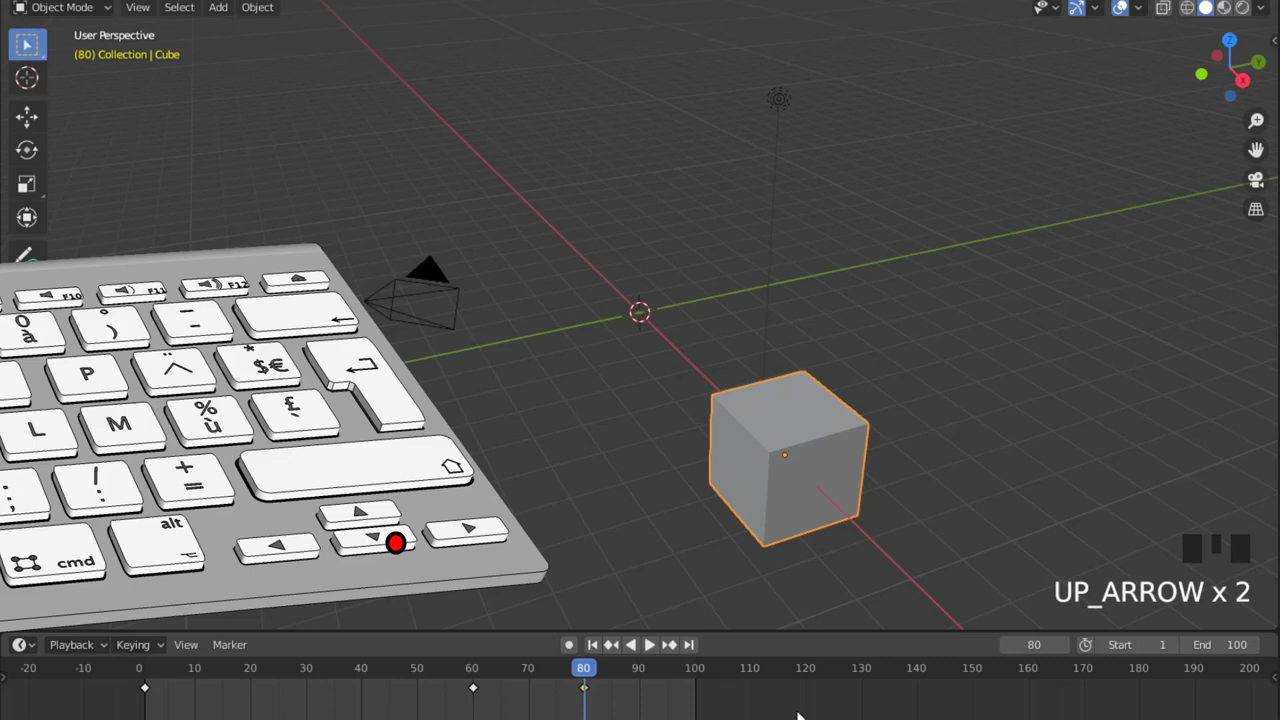 Object Mode View Select Add Object
User Perspective
(80) Collection | Cube
Z
Y
X
F10 F11 F12
à ) ° - _
P ¨ ^ * $€
L M % ù £ `
; ! : + =
cmd alt
UP_ARROW x 2
Playback Keying View Marker 80 Start 1 End 100
-20 -10 0 10 20 30 40 50 60 70 80 90 100 110 120 130 140 150 160 170 180 190 200